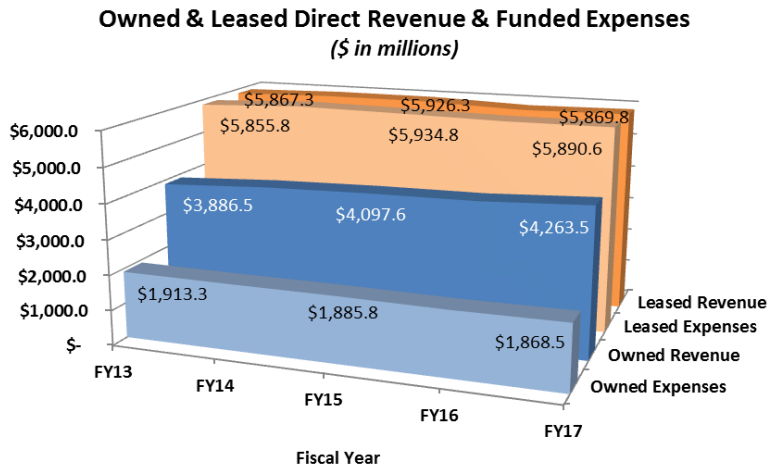 Owned & Leased Direct Revenue & Funded Expenses
($ in millions)
$6,000.0
$5,000.0
$4,000.0
$3,000.0
$2,000.0
$1,000.0
$-
$5,867.3
$5,926.3
$5,869.8
$5,855.8
$5,934.8
$5,890.6
$3,886.5
$4,097.6
$4,263.5
$1,913.3
$1,885.8
$1,868.5
Leased Revenue
Leased Expenses
Owned Revenue
Owned Expenses
FY13
FY14
FY15
FY16
FY17
Fiscal Year